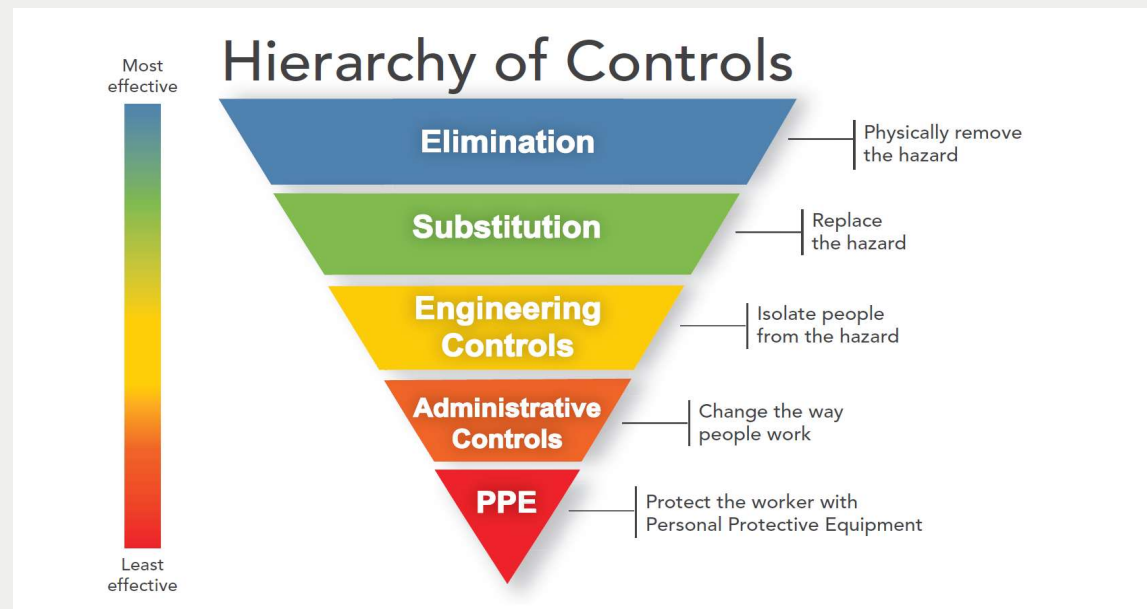 Hierarchy of Controls
Most
effective
Elimination
Physically remove
the hazard
Substitution
Replace
the hazard
Engineering
Controls
Isolate people
from the hazard
Administrative
Controls
Change the way
people work
PPE
Protect the worker with
Personal Protective Equipment
Least
effective